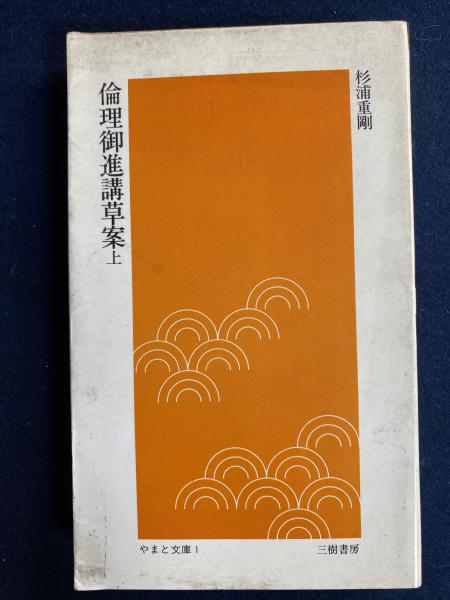 杉浦重剛
倫理御進講草案上
やまと文庫1
三樹書房